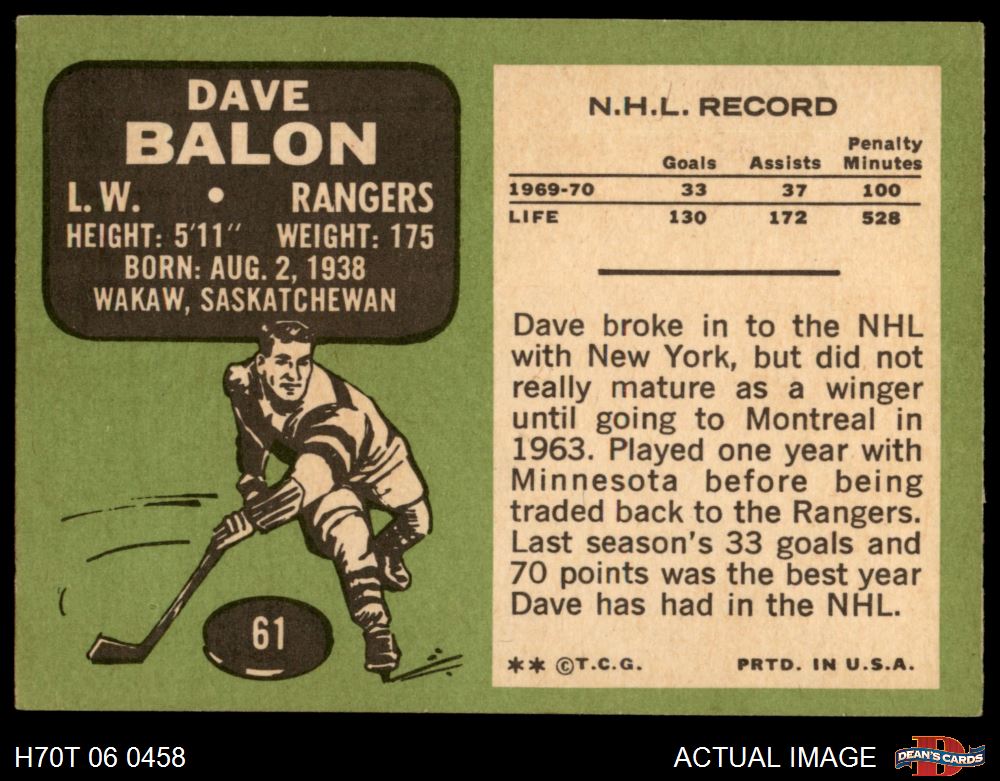 DAVE
BALON
L.W. • RANGERS
HEIGHT: 5'11" WEIGHT: 175
BORN: AUG. 2, 1938
WAKAW, SASKATCHEWAN
61
N.H.L. RECORD
Goals Assists Penalty Minutes
1969-70 33 37 100
LIFE 130 172 528
Dave broke in to the NHL
with New York, but did not
really mature as a winger
until going to Montreal in
1963. Played one year with
Minnesota before being
traded back to the Rangers.
Last season's 33 goals and
70 points was the best year
Dave has had in the NHL.
** ©T.C.G. PRTD. IN U.S.A.
H70T 06 0458 ACTUAL IMAGE DEAN'S CARDS